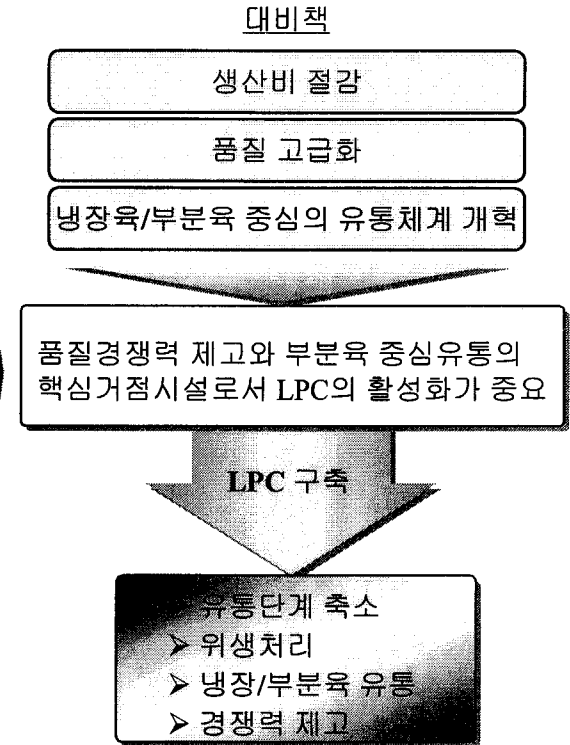 대비책
생산비 절감
품질 고급화
냉장육/부분육 중심의 유통체계 개혁
품질경쟁력 제고와 부분육 중심유통의
핵심거점시설로서 LPC의 활성화가 중요
LPC 구축
유통단계 축소
➢ 위생처리
➢ 냉장/부분육 유통
➢ 경쟁력 제고